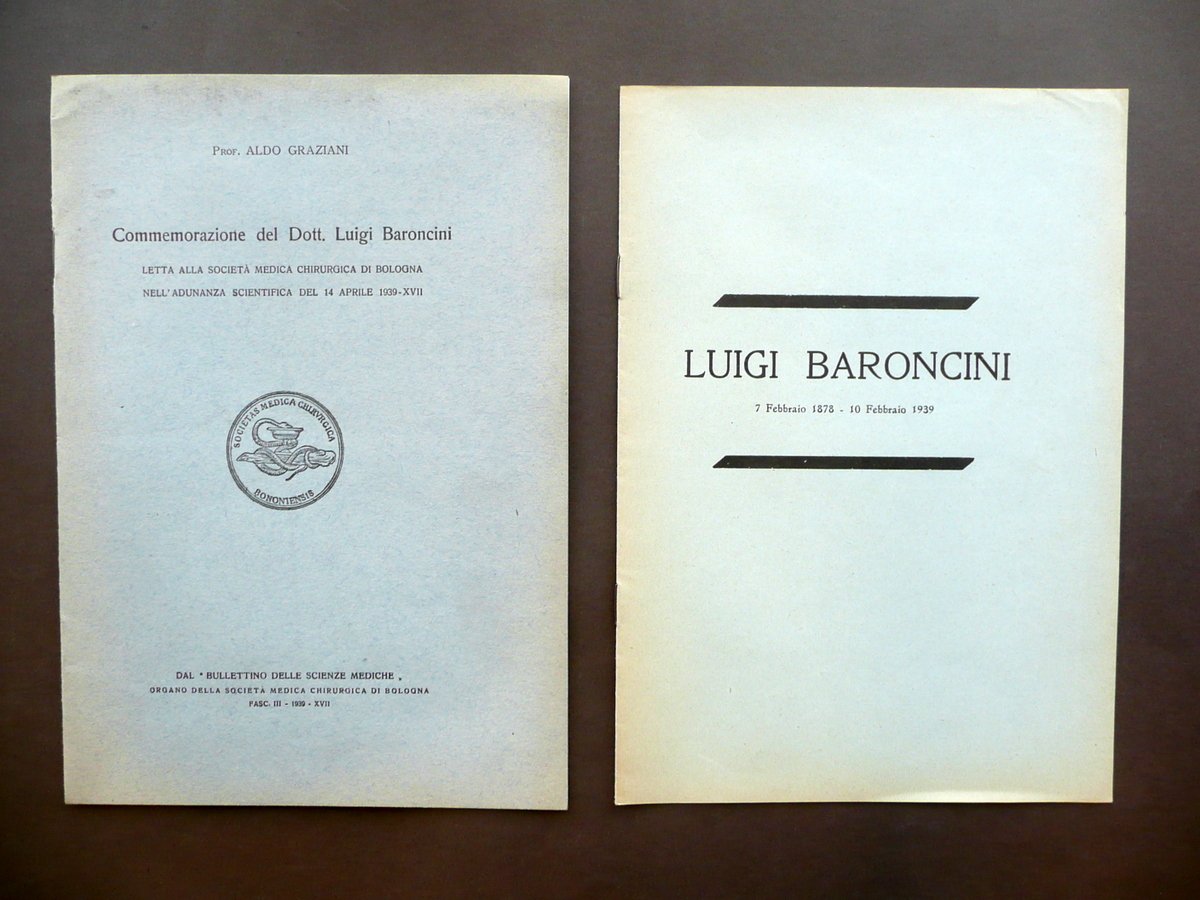 Prof. ALDO GRAZIANI
Commemorazione del Dott. Luigi Baroncini
LETTA ALLA SOCIETÀ MEDICA CHIRURGICA DI BOLOGNA
NELL'ADUNANZA SCIENTIFICA DEL 14 APRILE 1939-XVII
SOCIETAS MEDICA CHIRVRGICA
BONONIENSIS
DAL " BULLETTINO DELLE SCIENZE MEDICHE „
ORGANO DELLA SOCIETÀ MEDICA CHIRURGICA DI BOLOGNA
FASC. III - 1939 - XVII
LUIGI BARONCINI
7 Febbraio 1878 - 10 Febbraio 1939